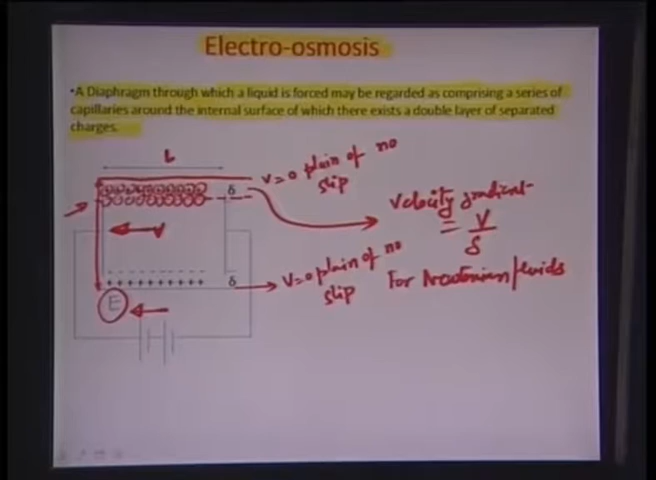 Electro-osmosis
•A Diaphragm through which a liquid is forced may be regarded as comprising a series of
capillaries around the internal surface of which there exists a double layer of separated
charges.
L
V=0 plain of no
slip
δ
Velocity gradient
= V
δ
V
V=0 plain of no
slip
δ
For Newtonian fluids
E